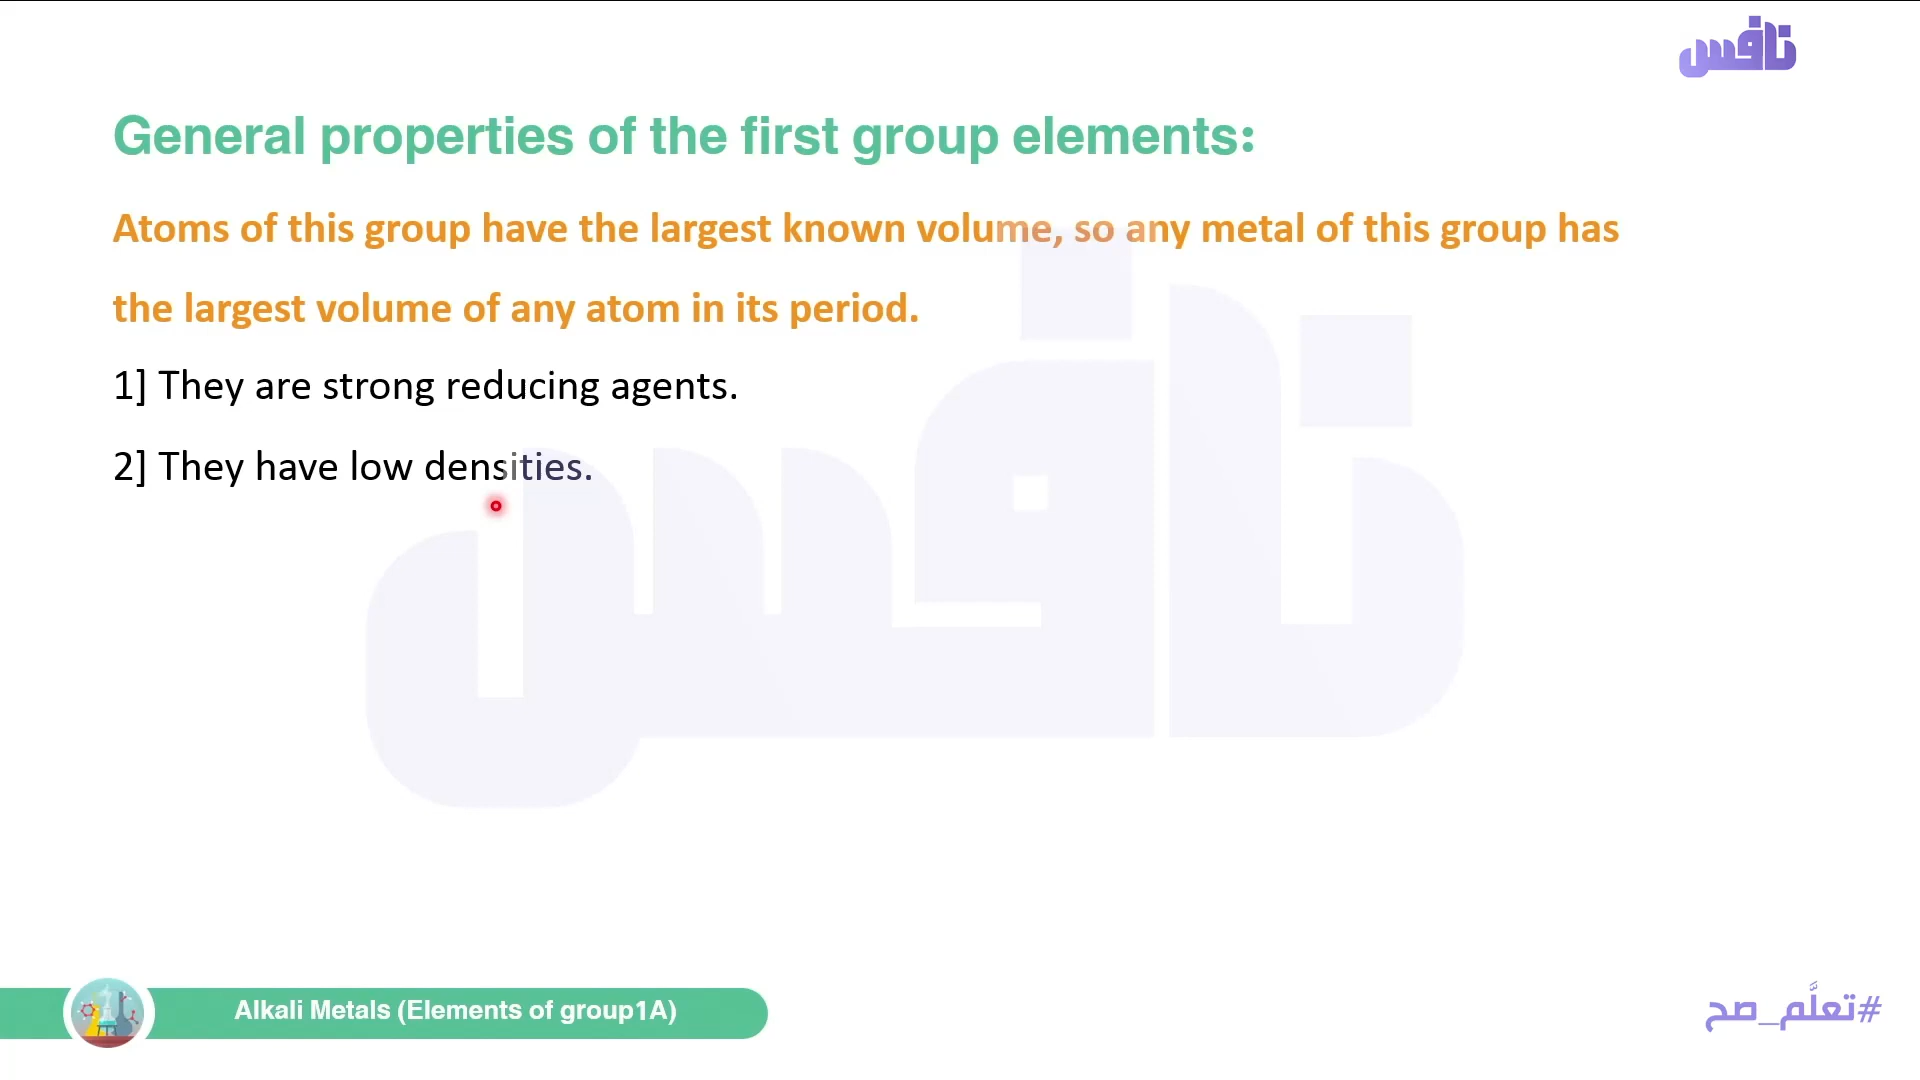 نافس
General properties of the first group elements:
Atoms of this group have the largest known volume, so any metal of this group has
the largest volume of any atom in its period.
1] They are strong reducing agents.
2] They have low densities.
نافس
Alkali Metals (Elements of group1A)
#تعلَّم_صح